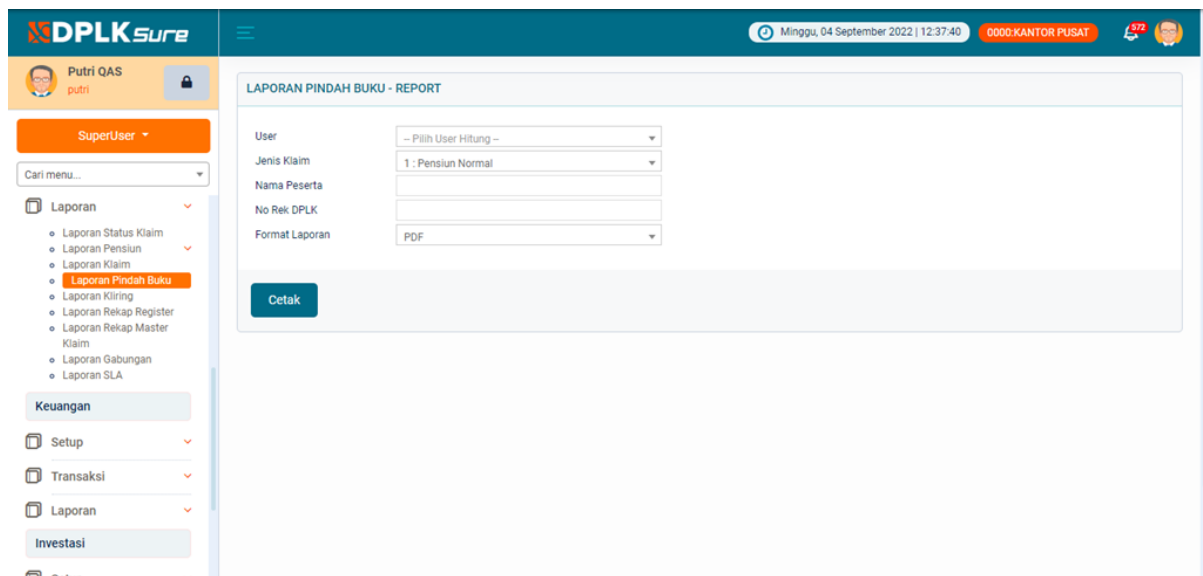 DPLKsure
Minggu, 04 September 2022 | 12:37:40
0000:KANTOR PUSAT
572
Putri QAS
putri
SuperUser
Cari menu...
Laporan
Laporan Status Klaim
Laporan Pensiun
Laporan Klaim
Laporan Pindah Buku
Laporan Kliring
Laporan Rekap Register
Laporan Rekap Master
Klaim
Laporan Gabungan
Laporan SLA
Keuangan
Setup
Transaksi
Laporan
Investasi
LAPORAN PINDAH BUKU - REPORT
User
-- Pilih User Hitung --
Jenis Klaim
1 : Pensiun Normal
Nama Peserta
No Rek DPLK
Format Laporan
PDF
Cetak